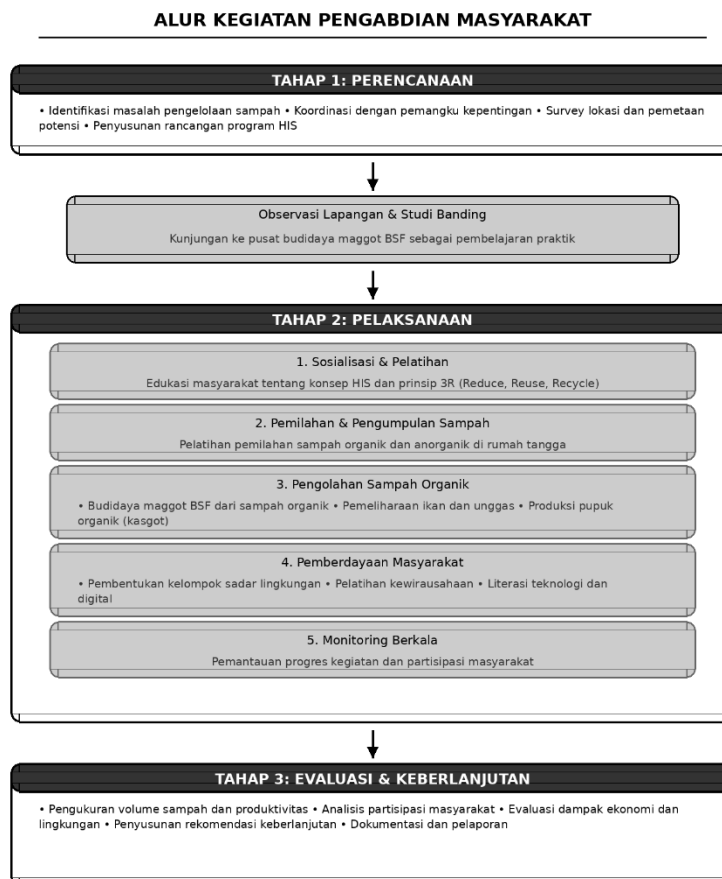 ALUR KEGIATAN PENGABDIAN MASYARAKAT
TAHAP 1: PERENCANAAN
• Identifikasi masalah pengelolaan sampah • Koordinasi dengan pemangku kepentingan • Survey lokasi dan pemetaan
potensi • Penyusunan rancangan program HIS
Observasi Lapangan & Studi Banding
Kunjungan ke pusat budidaya maggot BSF sebagai pembelajaran praktik
TAHAP 2: PELAKSANAAN
1. Sosialisasi & Pelatihan
Edukasi masyarakat tentang konsep HIS dan prinsip 3R (Reduce, Reuse, Recycle)
2. Pemilahan & Pengumpulan Sampah
Pelatihan pemilahan sampah organik dan anorganik di rumah tangga
3. Pengolahan Sampah Organik
• Budidaya maggot BSF dari sampah organik • Pemeliharaan ikan dan unggas • Produksi pupuk
organik (kasgot)
4. Pemberdayaan Masyarakat
• Pembentukan kelompok sadar lingkungan • Pelatihan kewirausahaan • Literasi teknologi dan
digital
5. Monitoring Berkala
Pemantauan progres kegiatan dan partisipasi masyarakat
TAHAP 3: EVALUASI & KEBERLANJUTAN
• Pengukuran volume sampah dan produktivitas • Analisis partisipasi masyarakat • Evaluasi dampak ekonomi dan
lingkungan • Penyusunan rekomendasi keberlanjutan • Dokumentasi dan pelaporan